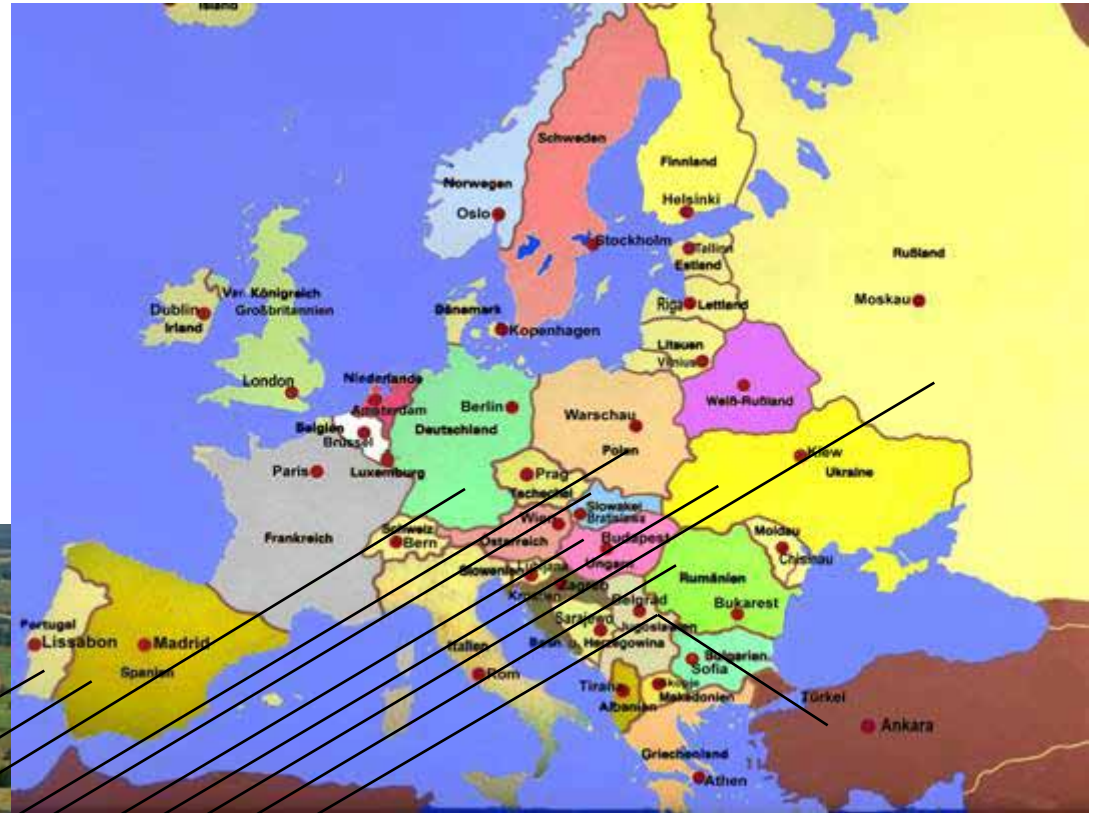 Island
Schweden
Finnland
Norwegen
Helsinki
Oslo
Stockholm
Tallinn
Estland
Rußland
Ver. Königreich
Großbritannien
Dublin
Irland
Dänemark
Riga
Lettland
Moskau
Kopenhagen
Litauen
Vilnius
London
Niederlande
Amsterdam
Berlin
Weiß-Rußland
Warschau
Belgien
Brüssel
Deutschland
Polen
Kiew
Paris
Luxemburg
Prag
Ukraine
Tschechei
Slowakei
Bratislava
Wien
Schweiz
Bern
Frankreich
Österreich
Budapest
Ungarn
Moldau
Chisinau
Slowenien
Zagreb
Kroatien
Rumänien
Belgrad
Bukarest
Portugal
Lissabon
Madrid
Spanien
Sarajewo
Jugoslawien
Italien
Bosn. u. Herzegowina
Bulgarien
Sofia
Rom
Tirana
Skopje
Albanien
Makedonien
Türkei
Ankara
Griechenland
Athen